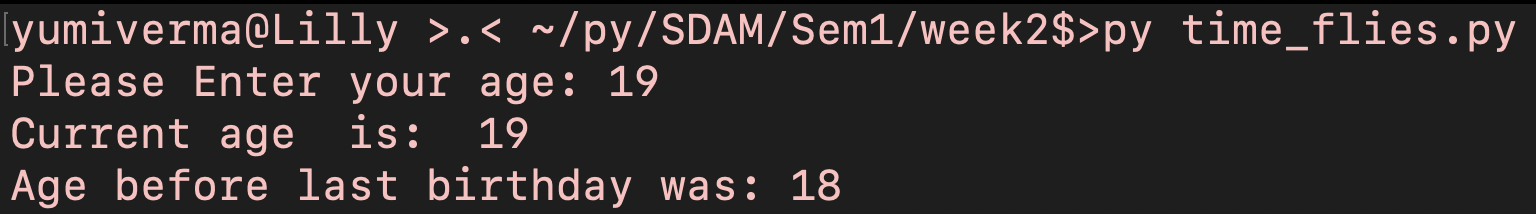 [yumiverma@Lilly >.< ~/py/SDAM/Sem1/week2$>py time_flies.py
Please Enter your age: 19
Current age  is:  19
Age before last birthday was: 18